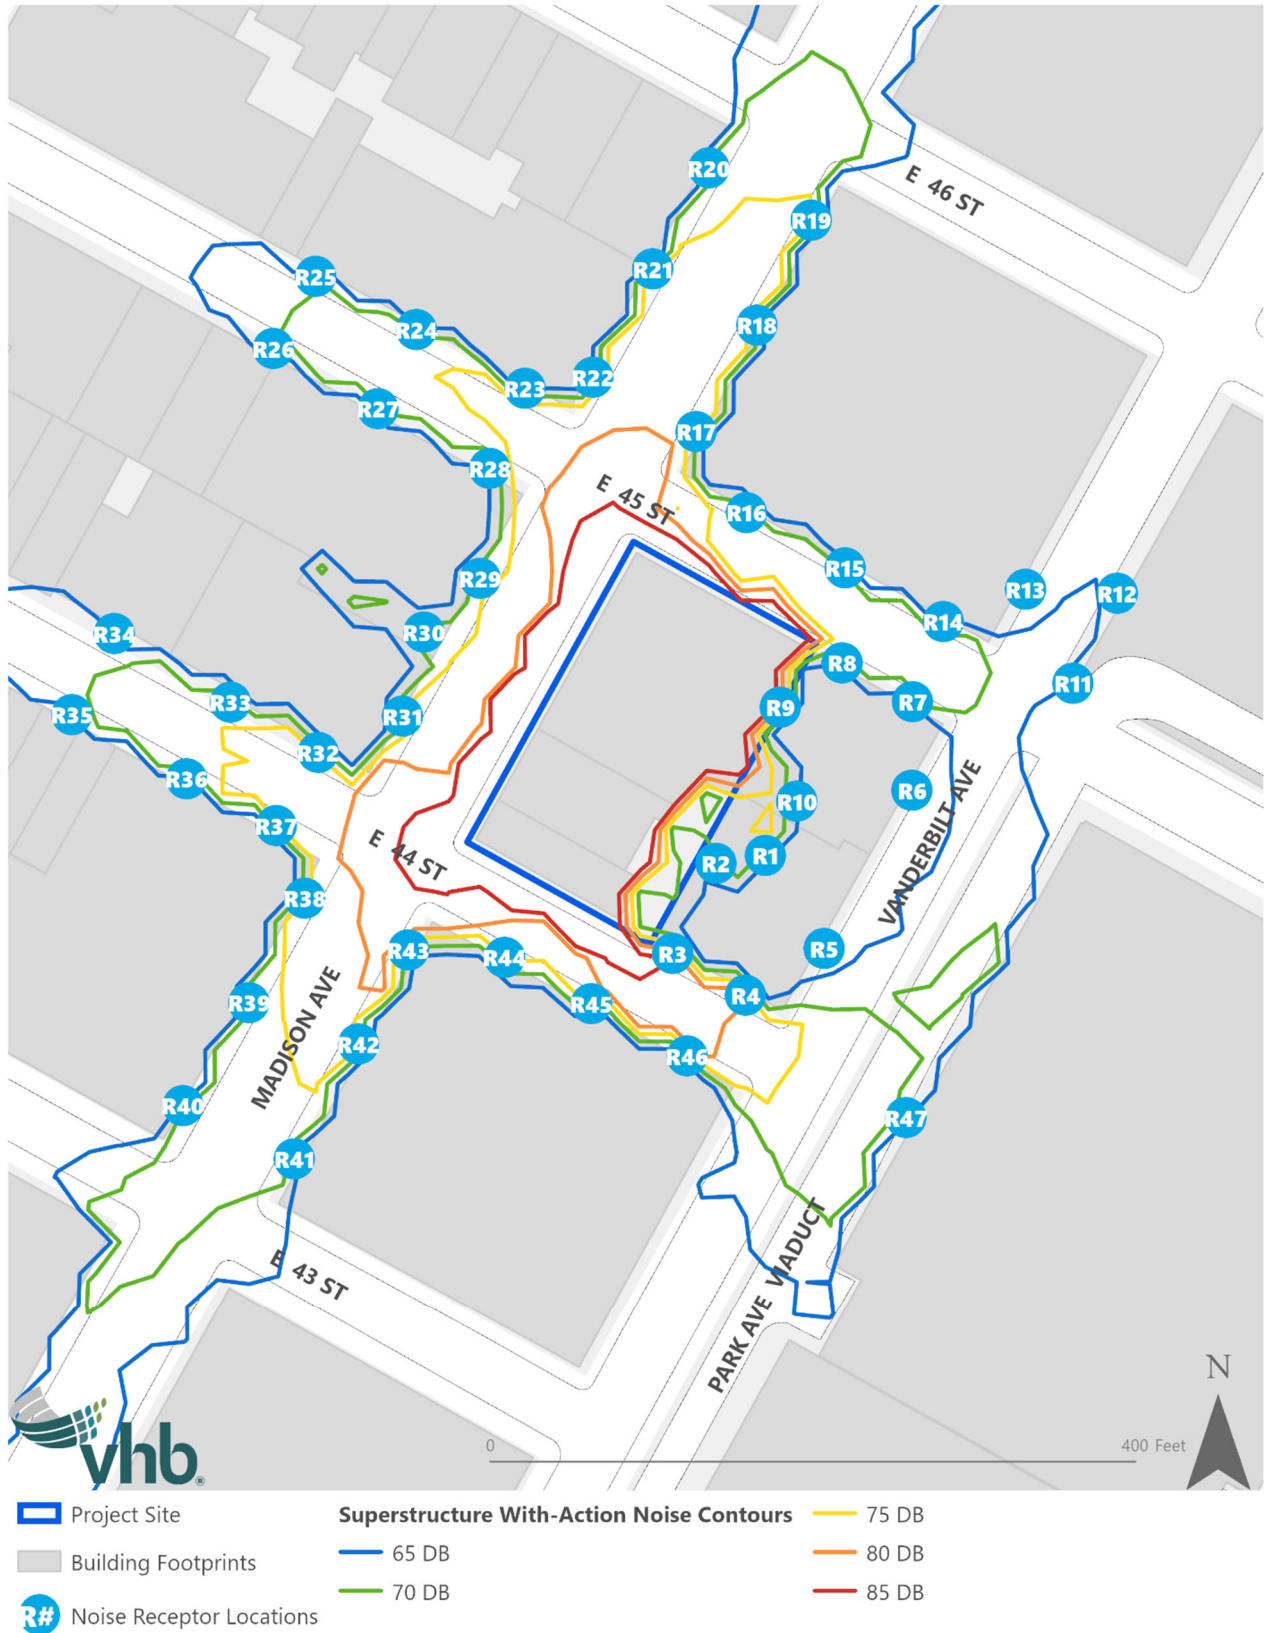 R20
E 46 ST
R19
R21
R25
R18
R24
R26
R22
R23
R27
R17
R28
E 45 ST
R16
R15
R29
R13
R12
R14
R30
R34
R8
R11
R7
R33
R9
R35
R31
R32
R36
R6
R10
R37
VANDERBILT AVE
E 44 ST
R1
R2
R38
R5
R43
R3
R44
R4
R39
R45
MADISON AVE
R42
R46
R40
R47
R41
E 43 ST
PARK AVE VIADUCT
N
0
400 Feet
vhb®
Project Site
Building Footprints
R# Noise Receptor Locations
Superstructure With-Action Noise Contours
65 DB
70 DB
75 DB
80 DB
85 DB